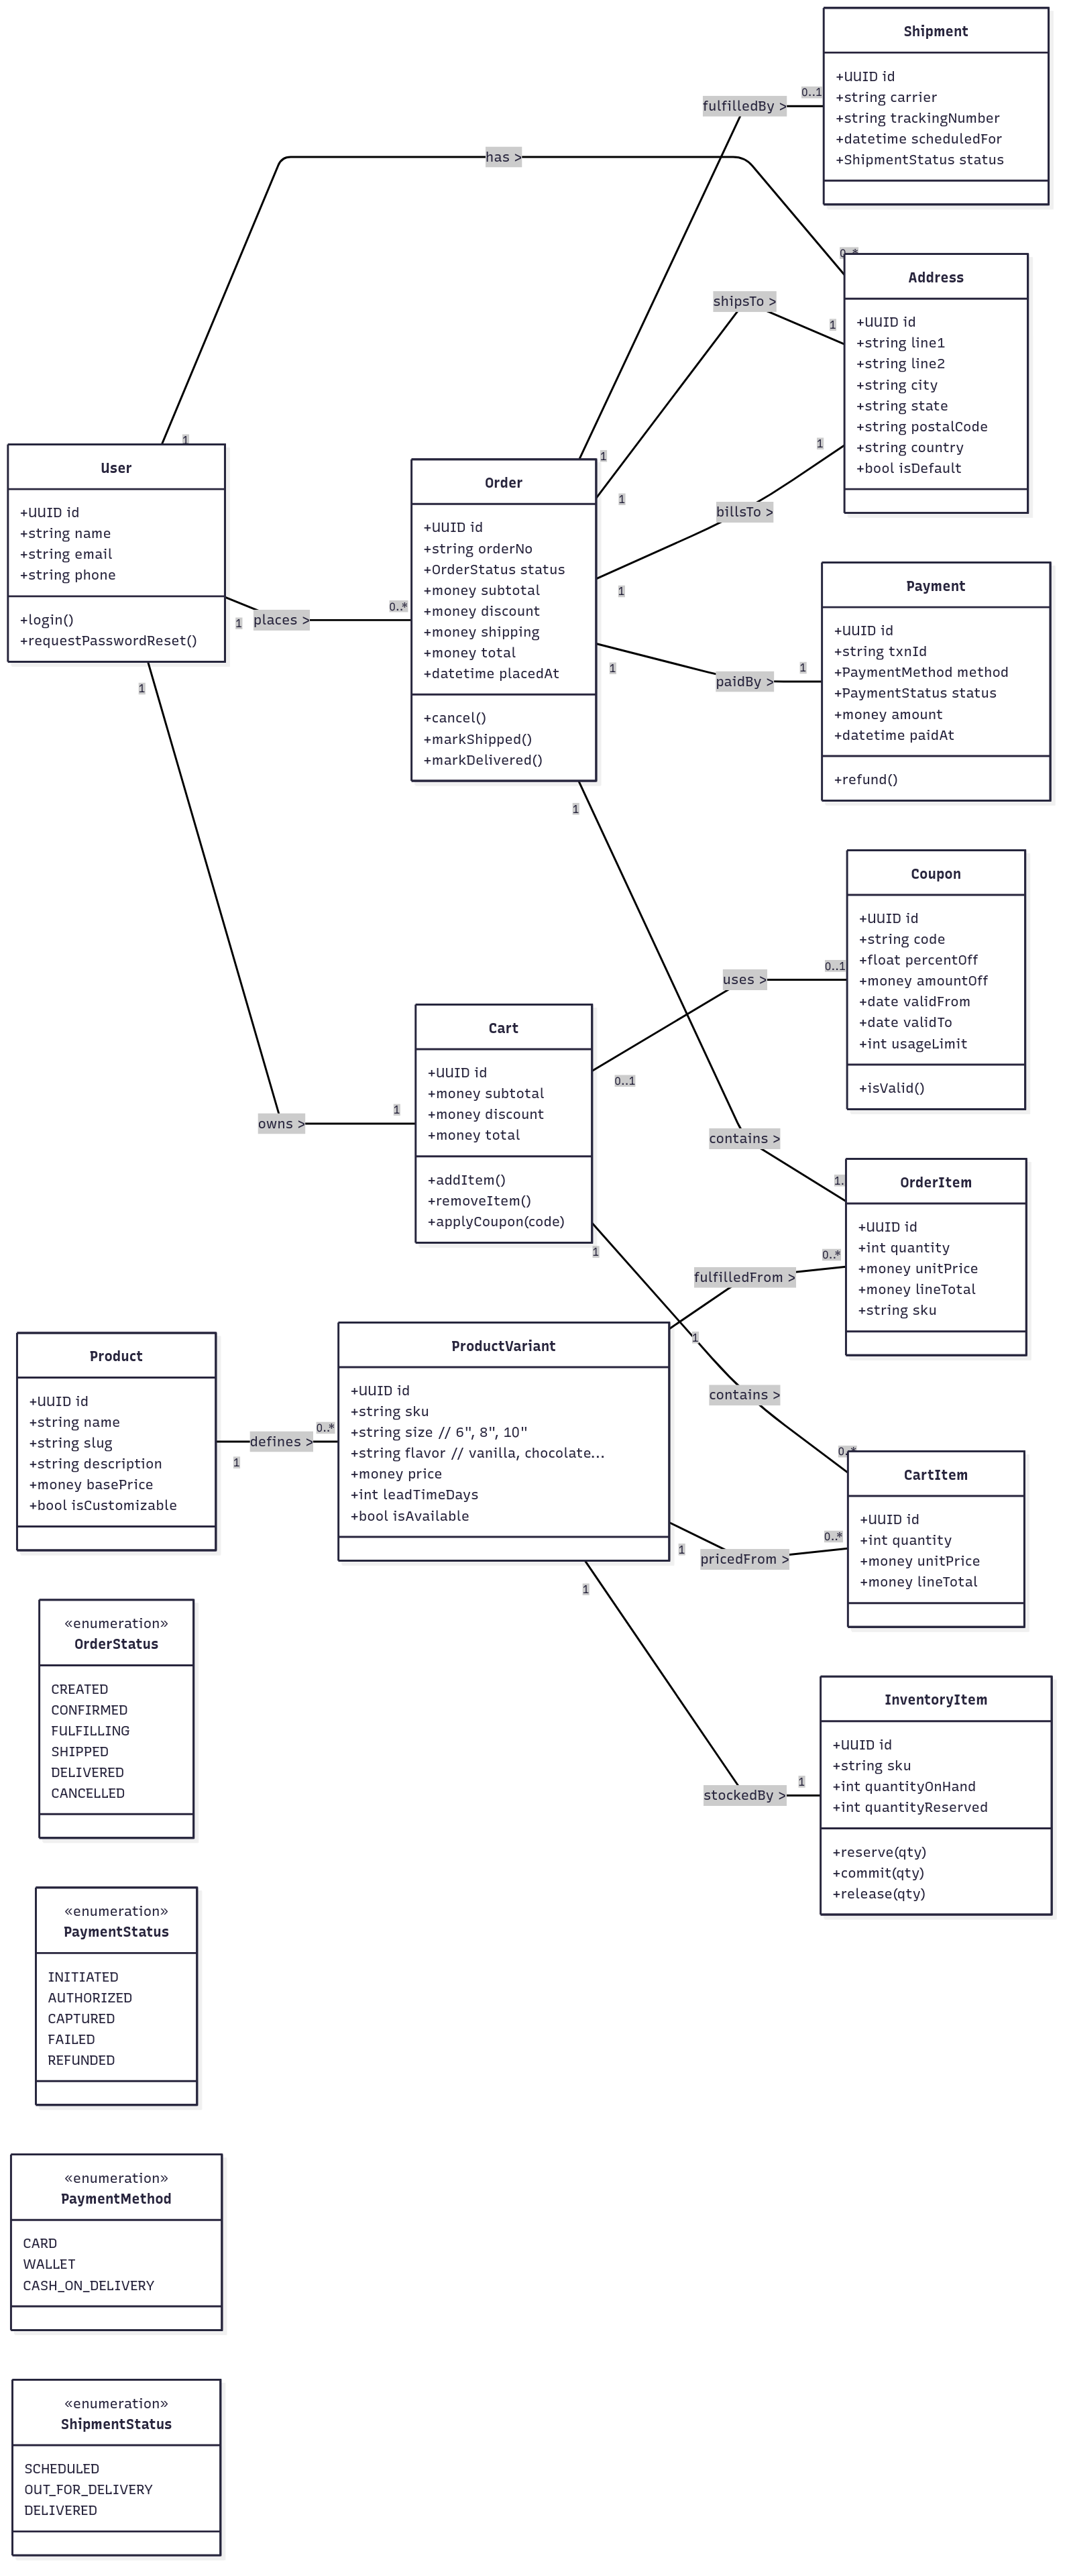 Shipment
+UUID id
+string carrier
+string trackingNumber
+datetime scheduledFor
+ShipmentStatus status
fulfilledBy >
0..1
1
has >
1
0..*
Address
+UUID id
+string line1
+string line2
+string city
+string state
+string postalCode
+string country
+bool isDefault
shipsTo >
1
1
billsTo >
1
1
User
+UUID id
+string name
+string email
+string phone
+login()
+requestPasswordReset()
1
places >
0..*
Order
+UUID id
+string orderNo
+OrderStatus status
+money subtotal
+money discount
+money shipping
+money total
+datetime placedAt
+cancel()
+markShipped()
+markDelivered()
1
paidBy >
1
Payment
+UUID id
+string txnId
+PaymentMethod method
+PaymentStatus status
+money amount
+datetime paidAt
+refund()
1
owns >
1
Cart
+UUID id
+money subtotal
+money discount
+money total
+addItem()
+removeItem()
+applyCoupon(code)
0..1
uses >
0..1
Coupon
+UUID id
+string code
+float percentOff
+money amountOff
+date validFrom
+date validTo
+int usageLimit
+isValid()
1
contains >
1.
OrderItem
+UUID id
+int quantity
+money unitPrice
+money lineTotal
+string sku
1
fulfilledFrom >
0..*
1
contains >
0..*
CartItem
+UUID id
+int quantity
+money unitPrice
+money lineTotal
Product
+UUID id
+string name
+string slug
+string description
+money basePrice
+bool isCustomizable
1
defines >
0..*
ProductVariant
+UUID id
+string sku
+string size // 6", 8", 10"
+string flavor // vanilla, chocolate...
+money price
+int leadTimeDays
+bool isAvailable
1
pricedFrom >
0..*
1
stockedBy >
1
InventoryItem
+UUID id
+string sku
+int quantityOnHand
+int quantityReserved
+reserve(qty)
+commit(qty)
+release(qty)
«enumeration»
OrderStatus
CREATED
CONFIRMED
FULFILLING
SHIPPED
DELIVERED
CANCELLED
«enumeration»
PaymentStatus
INITIATED
AUTHORIZED
CAPTURED
FAILED
REFUNDED
«enumeration»
PaymentMethod
CARD
WALLET
CASH_ON_DELIVERY
«enumeration»
ShipmentStatus
SCHEDULED
OUT_FOR_DELIVERY
DELIVERED